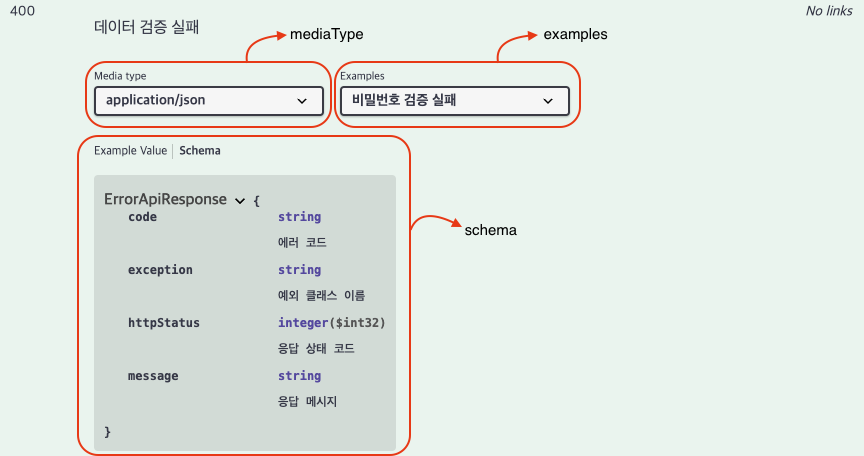 400
No links
데이터 검증 실패
mediaType
examples
Media type
Examples
application/json
비밀번호 검증 실패
Example Value | Schema
ErrorApiResponse {
code string
에러 코드
exception string
예외 클래스 이름
httpStatus integer($int32)
응답 상태 코드
message string
응답 메시지
}
schema